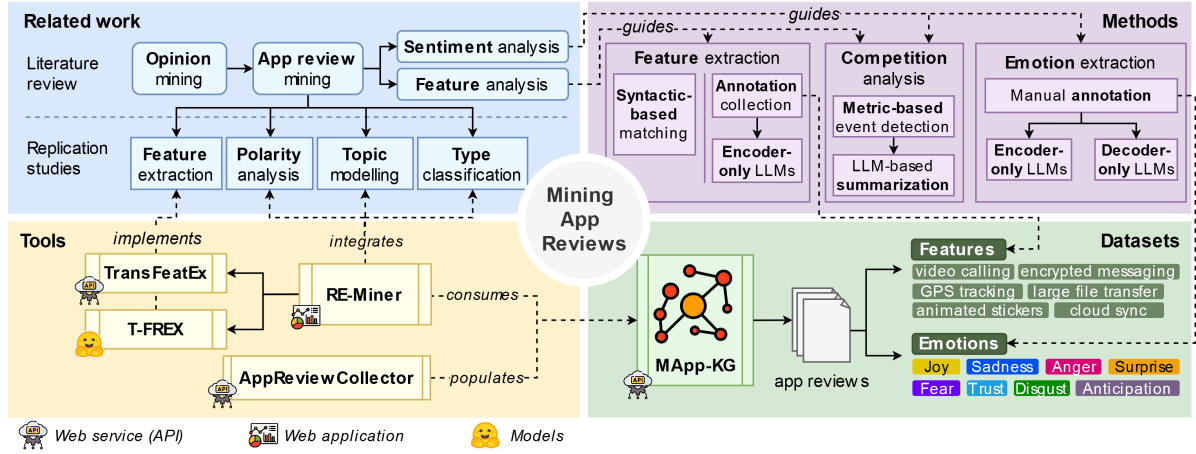 Related work
Literature
review
Opinion
mining
App review
mining
Sentiment analysis
Feature analysis
Replication
studies
Feature
extraction
Polarity
analysis
Topic
modelling
Type
classification
guides
guides
Methods
Feature extraction
Syntactic-
based
matching
Annotation
collection
Encoder-
only LLMs
Competition
analysis
Metric-based
event detection
LLM-based
summarization
Emotion extraction
Manual annotation
Encoder-
only LLMs
Decoder-
only LLMs
Mining
App
Reviews
Tools
implements
integrates
TransFeatEx
API
T-FREX
RE-Miner
consumes
AppReviewCollector
API
populates
Datasets
MApp-KG
API
app reviews
Features
video calling
encrypted messaging
GPS tracking
large file transfer
animated stickers
cloud sync
Emotions
Joy
Sadness
Anger
Surprise
Fear
Trust
Disgust
Anticipation
API
Web service (API)
Web application
Models